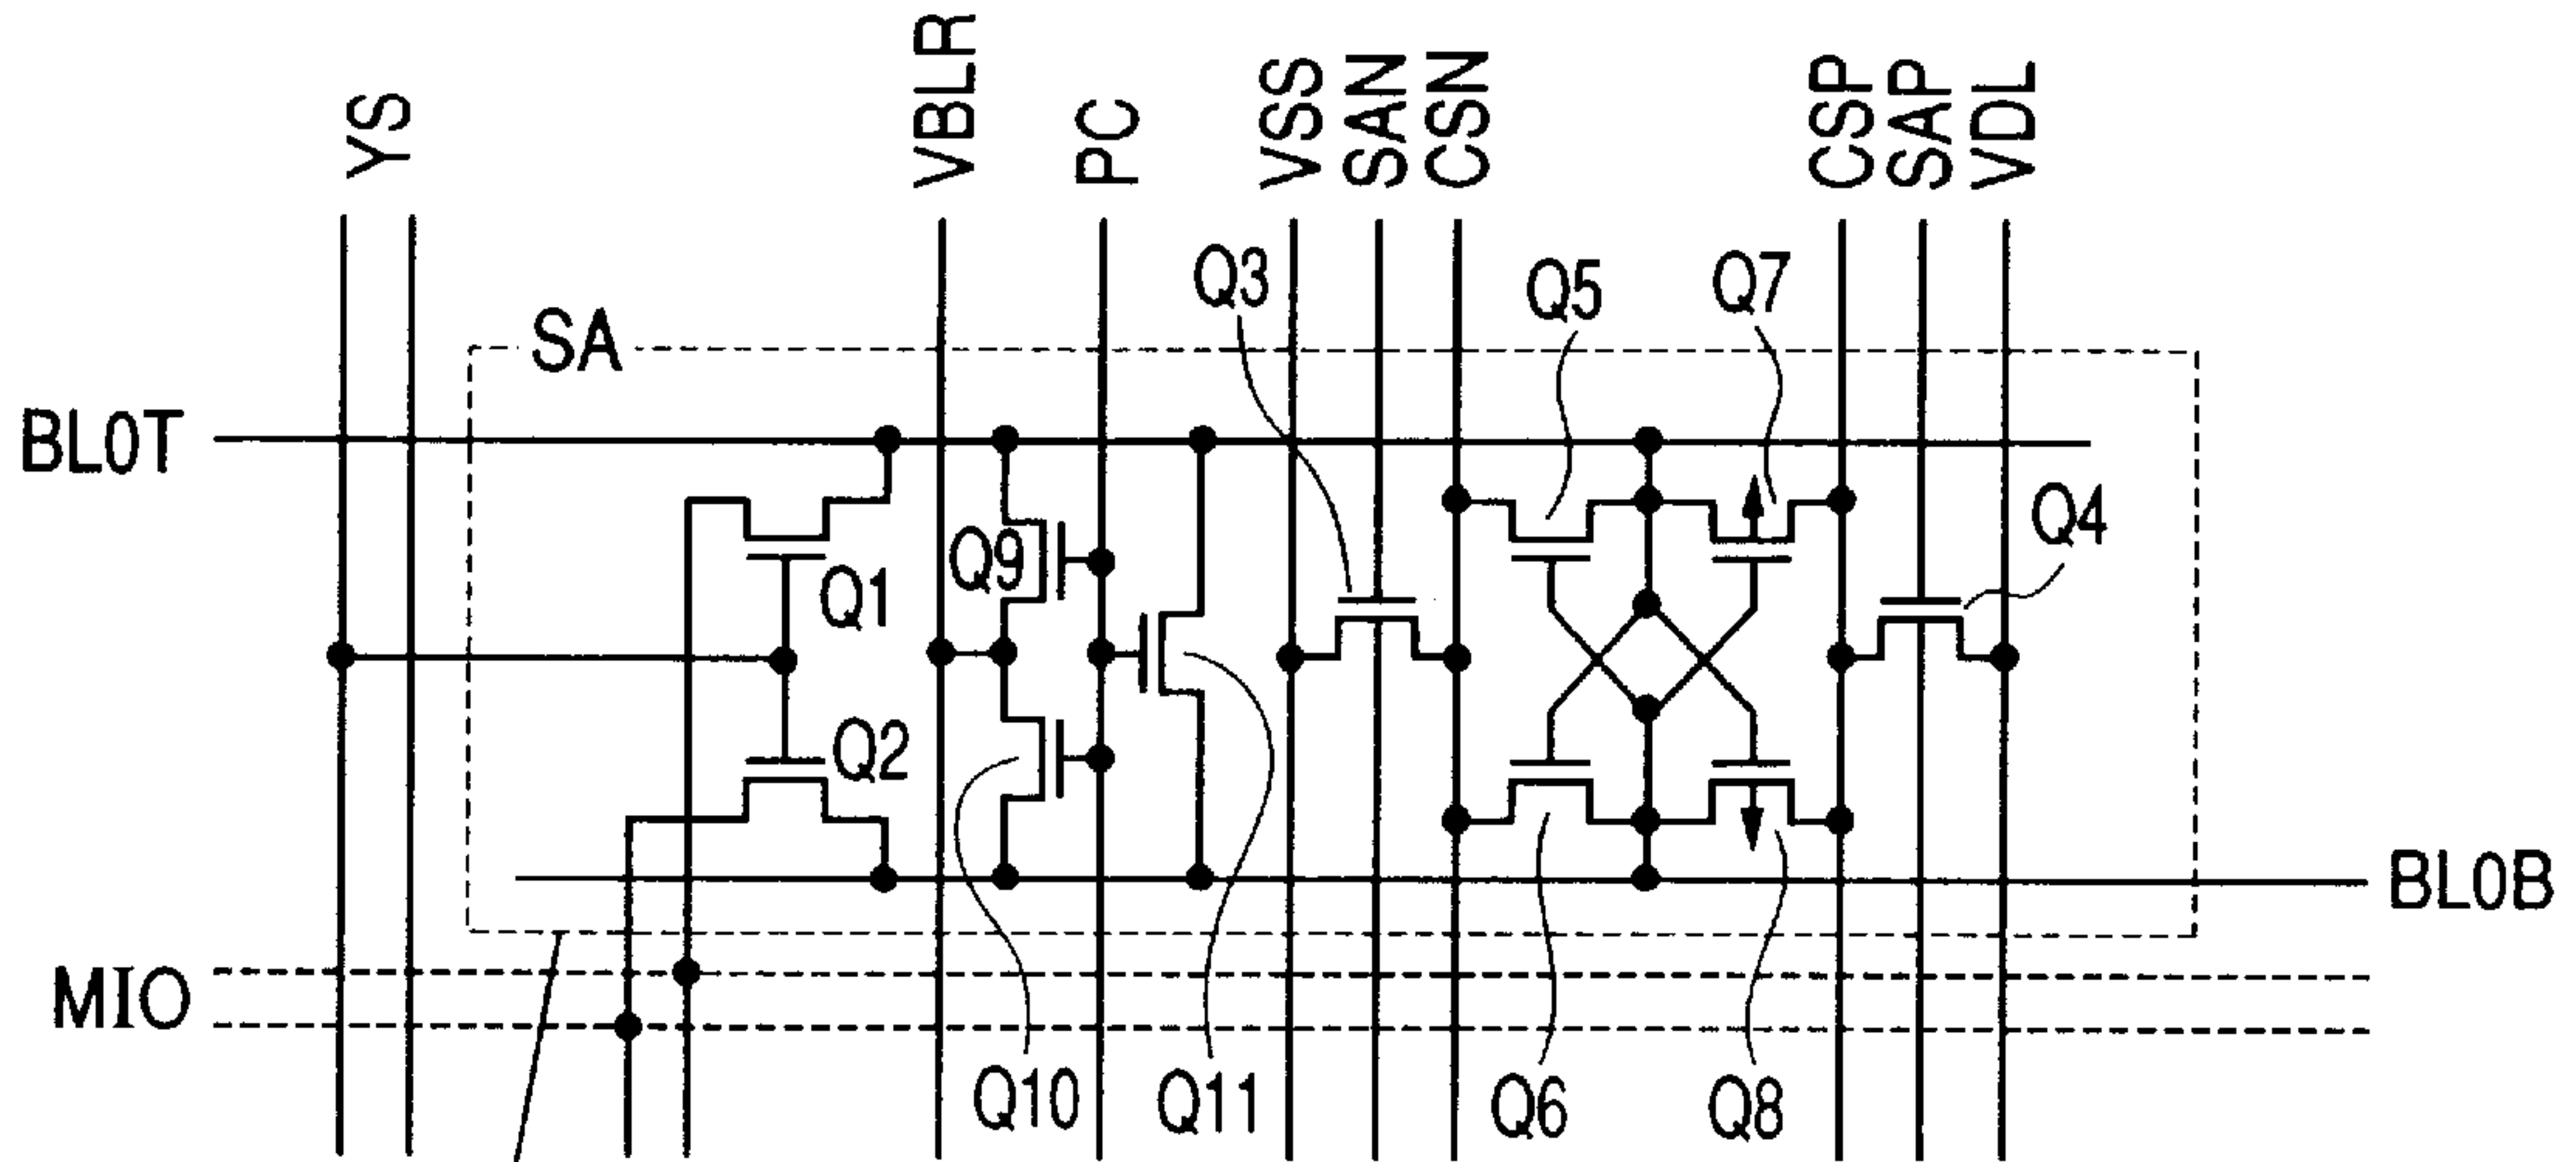 YS
VBLR
PC
VSS
SAN
CSN
CSP
SAP
VDL
Q3
Q5
Q7
SA
BL0T
Q4
Q9
Q1
Q2
BL0B
MIO
Q10
Q11
Q6
Q8